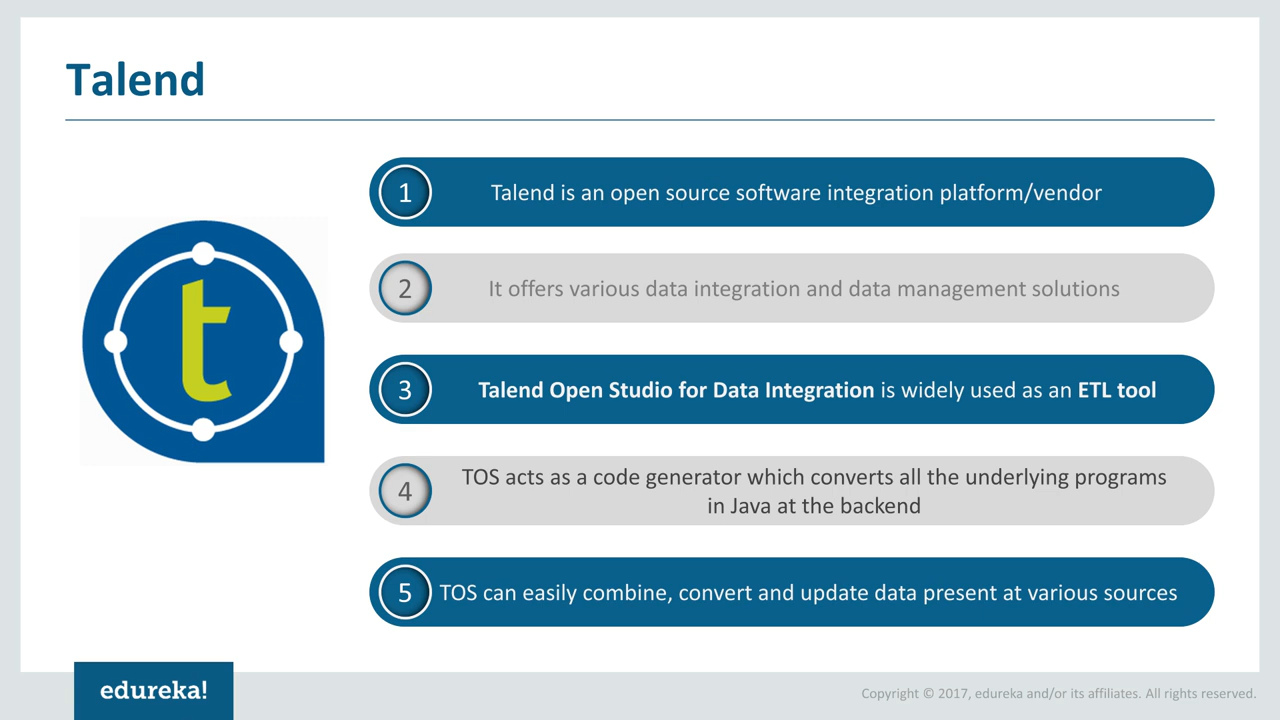 Talend
t
1
Talend is an open source software integration platform/vendor
2
It offers various data integration and data management solutions
3
Talend Open Studio for Data Integration is widely used as an ETL tool
4
TOS acts as a code generator which converts all the underlying programs
in Java at the backend
5
TOS can easily combine, convert and update data present at various sources
edureka!
Copyright © 2017, edureka and/or its affiliates. All rights reserved.